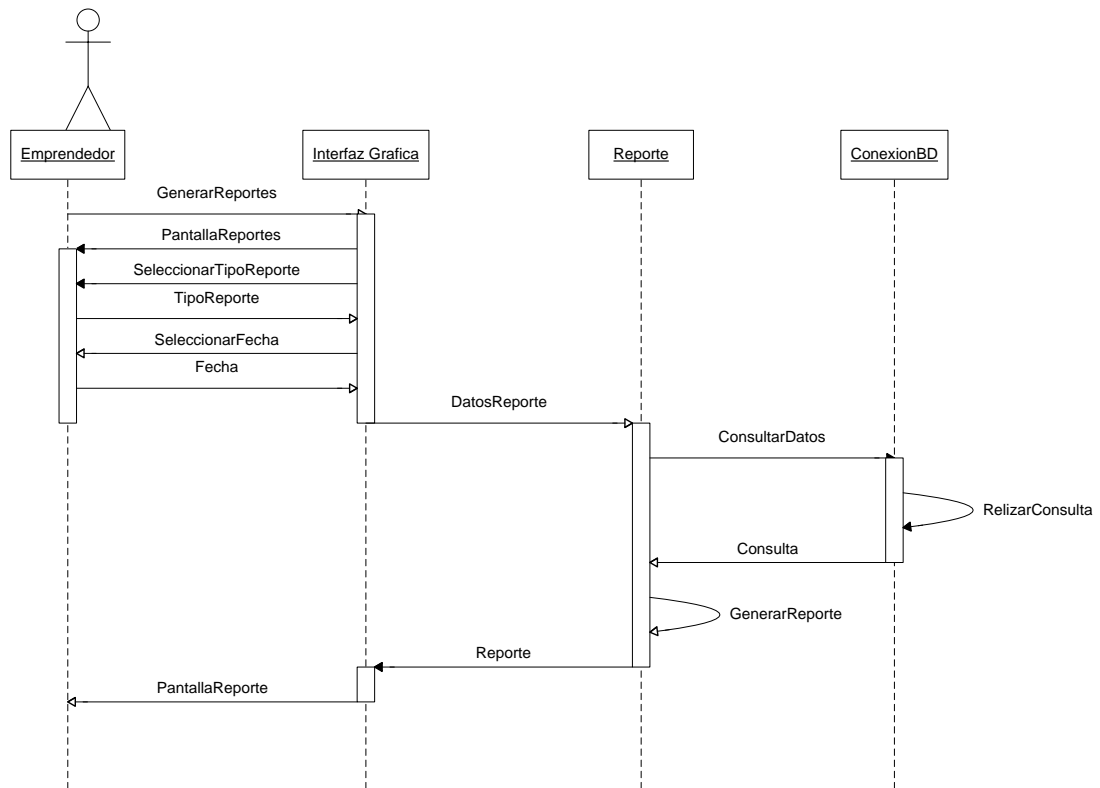 Emprendedor
Interfaz Grafica
Reporte
ConexionBD
GenerarReportes
PantallaReportes
SeleccionarTipoReporte
TipoReporte
SeleccionarFecha
Fecha
DatosReporte
ConsultarDatos
RelizarConsulta
Consulta
GenerarReporte
Reporte
PantallaReporte